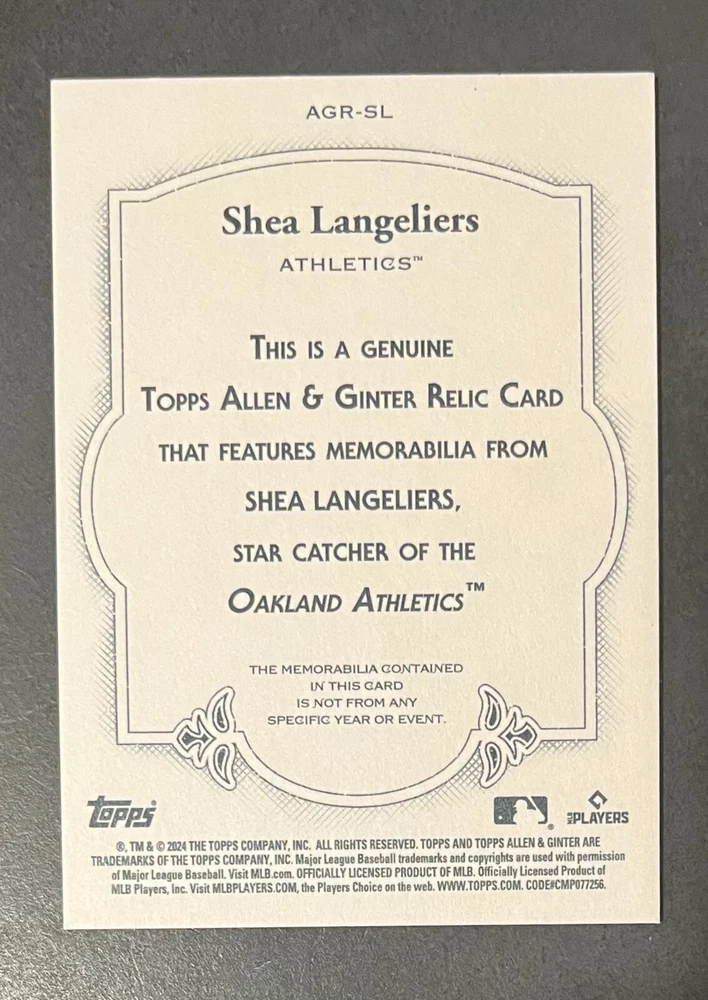 AGR-SL
Shea Langeliers
ATHLETICS™
THIS IS A GENUINE
TOPPS ALLEN & GINTER RELIC CARD
THAT FEATURES MEMORABILIA FROM
SHEA LANGELIERS,
STAR CATCHER OF THE
OAKLAND ATHLETICS™
THE MEMORABILIA CONTAINED
IN THIS CARD
IS NOT FROM ANY
SPECIFIC YEAR OR EVENT.
topps®
® MLB PLAYERS
®, TM & © 2024 THE TOPPS COMPANY, INC. ALL RIGHTS RESERVED. TOPPS AND TOPPS ALLEN & GINTER ARE
TRADEMARKS OF THE TOPPS COMPANY, INC. Major League Baseball trademarks and copyrights are used with permission
of Major League Baseball. Visit MLB.com. OFFICIALLY LICENSED PRODUCT OF MLB. Officially Licensed Product of
MLB Players, Inc. Visit MLBPLAYERS.COM, the Players Choice on the web. WWW.TOPPS.COM. CODE#CMP077256.